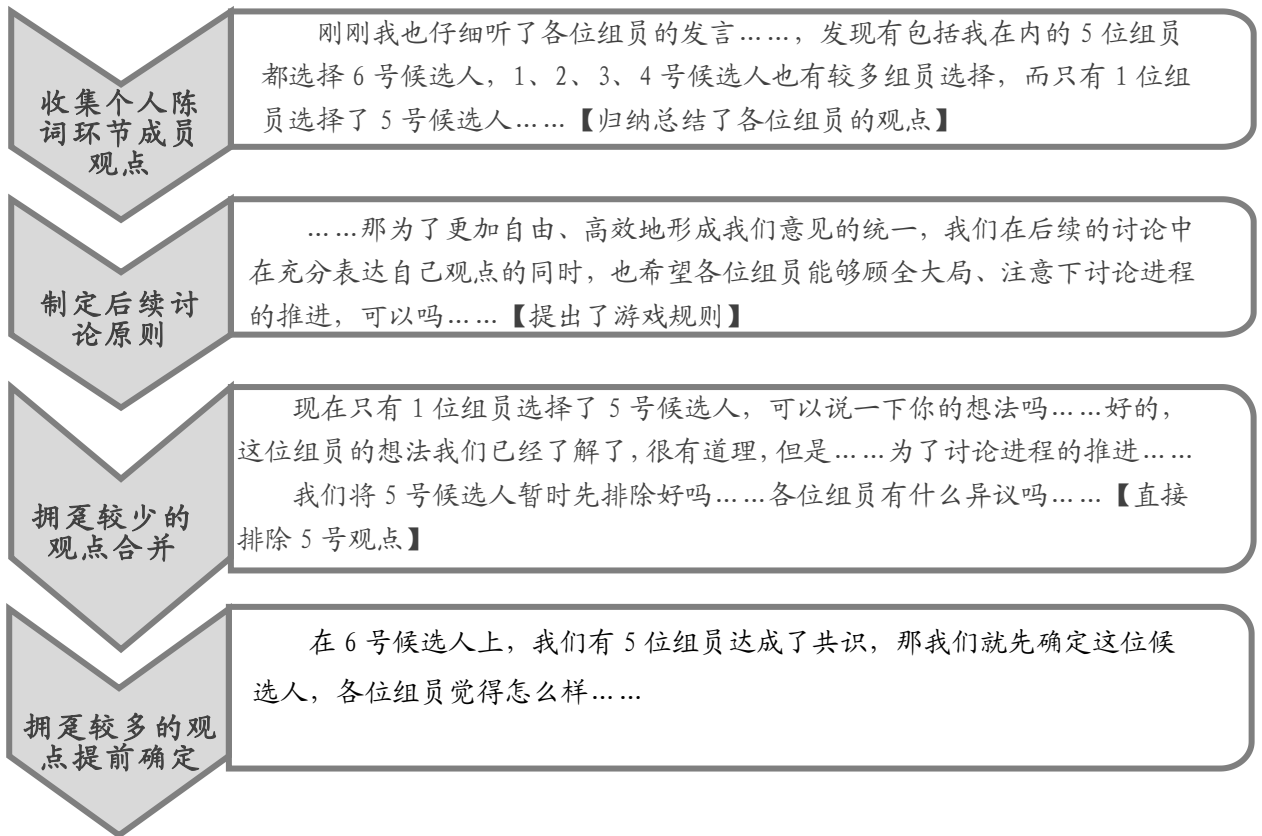 收集个人陈
词环节成员
观点
刚刚我也仔细听了各位组员的发言……，发现有包括我在内的 5 位组员
都选择 6 号候选人，1、2、3、4 号候选人也有较多组员选择，而只有 1 位组
员选择了 5 号候选人……【归纳总结了各位组员的观点】
制定后续讨
论原则
……那为了更加自由、高效地形成我们意见的统一，我们在后续的讨论中
在充分表达自己观点的同时，也希望各位组员能够顾全大局、注意下讨论进程
的推进，可以吗……【提出了游戏规则】
拥趸较少的
观点合并
现在只有 1 位组员选择了 5 号候选人，可以说一下你的想法吗……好的，
这位组员的想法我们已经了解了，很有道理，但是……为了讨论进程的推进……
我们将 5 号候选人暂时先排除好吗……各位组员有什么异议吗……【直接
排除 5 号观点】
拥趸较多的观
点提前确定
在 6 号候选人上，我们有 5 位组员达成了共识，那我们就先确定这位候
选人，各位组员觉得怎么样……